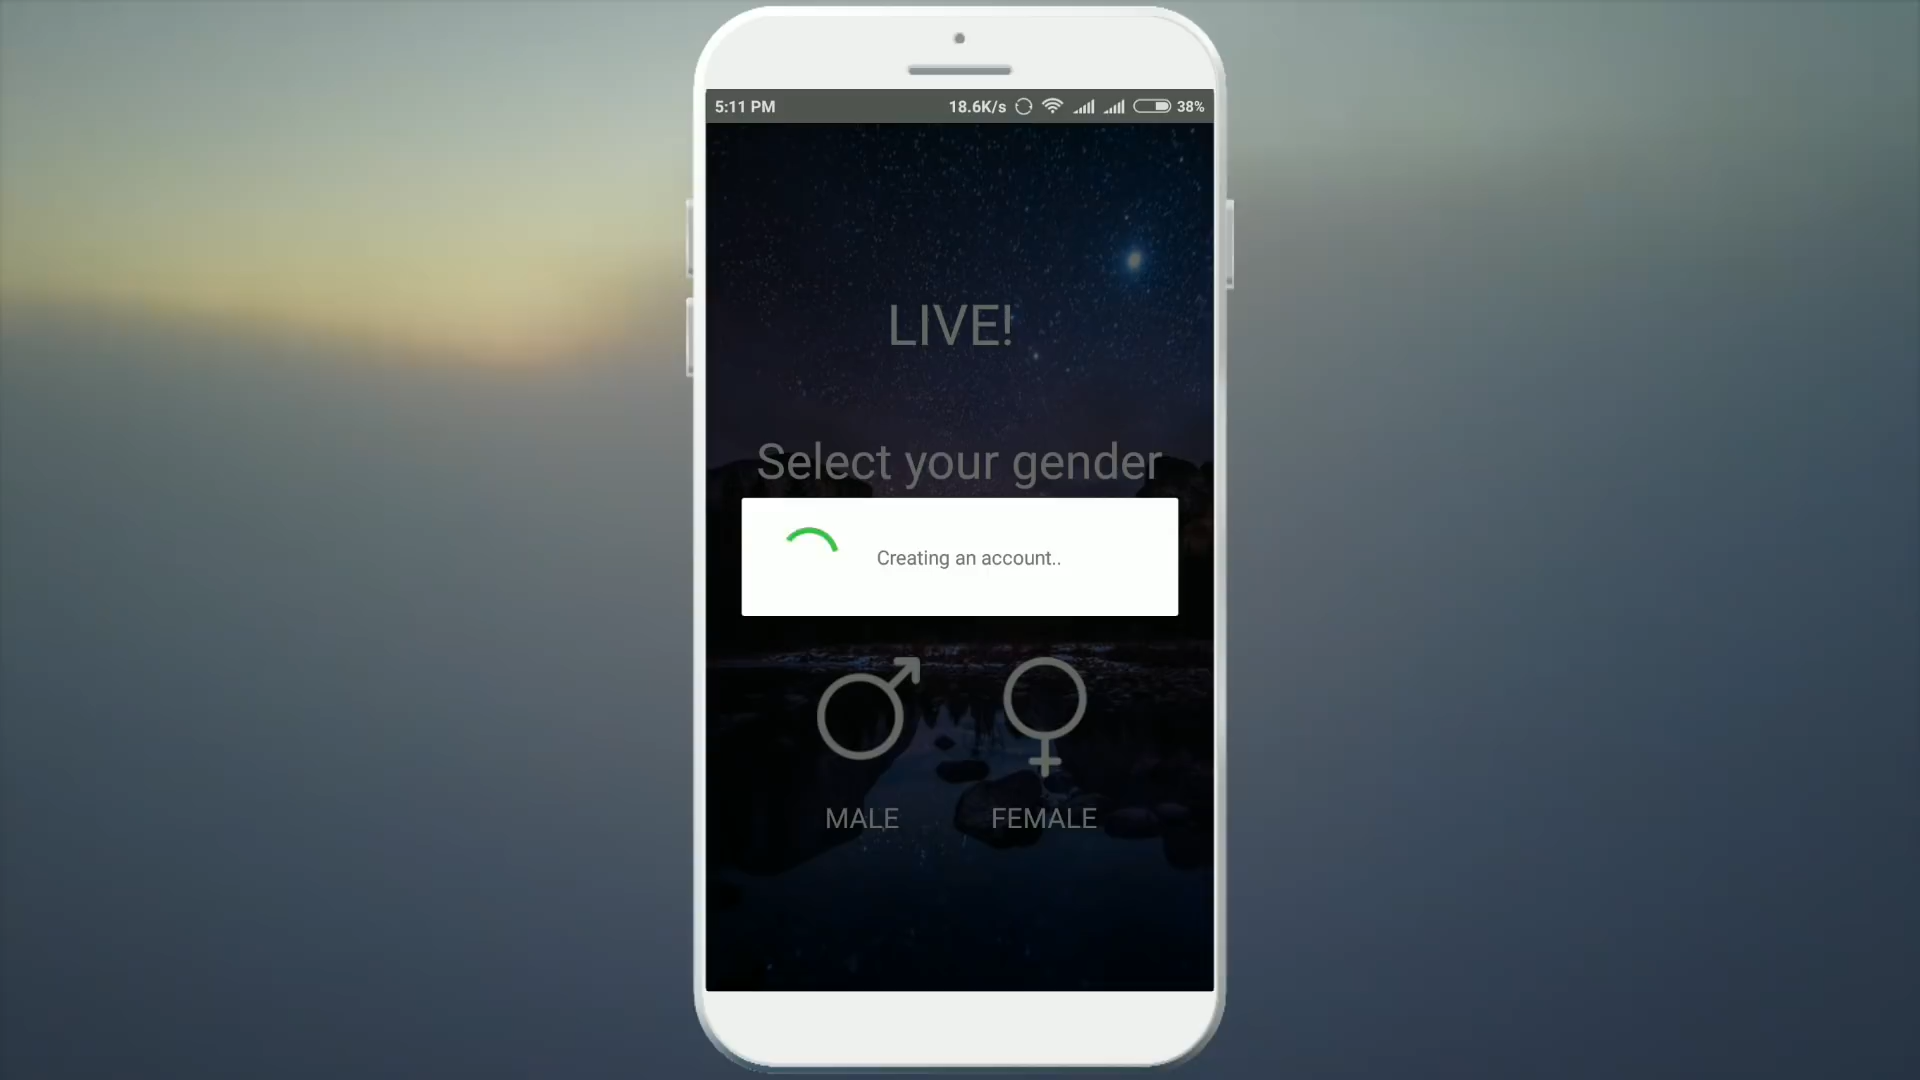 5:11 PM 18.6K/s 38%
LIVE!
Select your gender
Creating an account..
MALE FEMALE